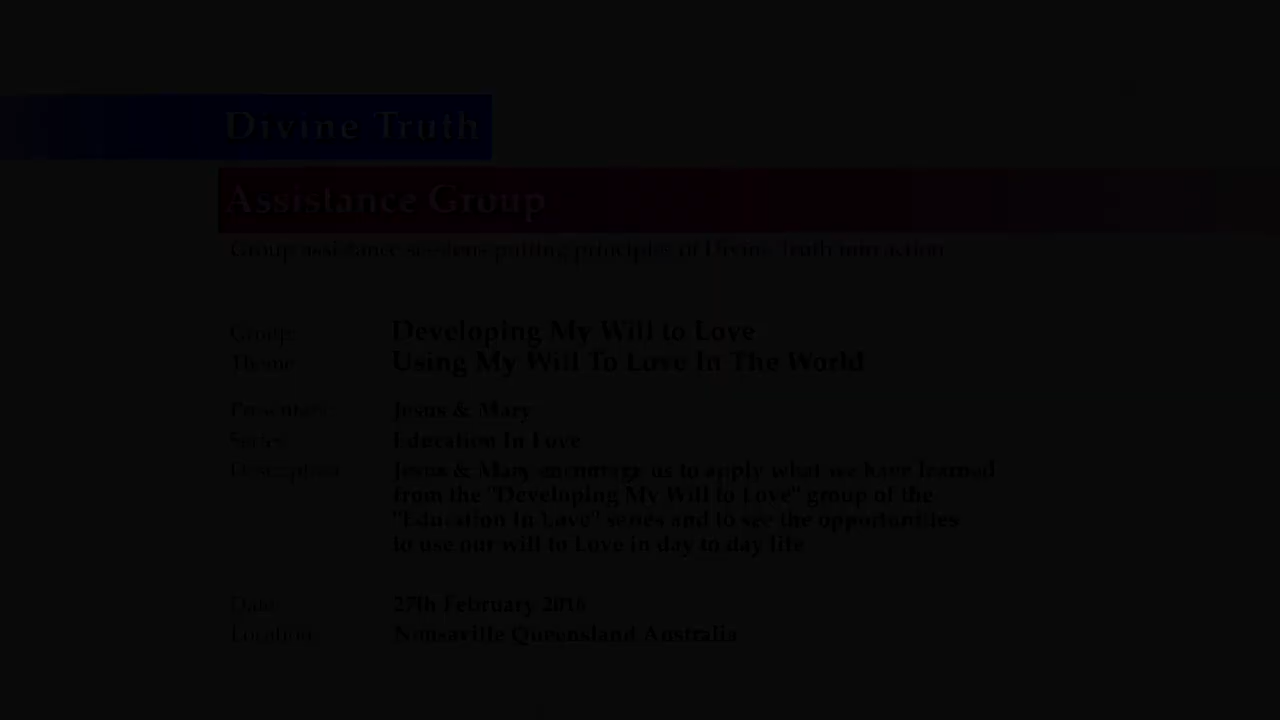 Divine Truth
Assistance Group
Group assistance sessions putting principles of Divine Truth into action
Group: Developing My Will to Love
Theme: Using My Will To Love In The World
Presenters: Jesus & Mary
Series: Education In Love
Description: Jesus & Mary encourage us to apply what we have learned
from the "Developing My Will to Love" group of the
"Education In Love" series and to see the opportunities
to use our will to Love in day to day life
Date: 27th February 2016
Location: Queensland Australia